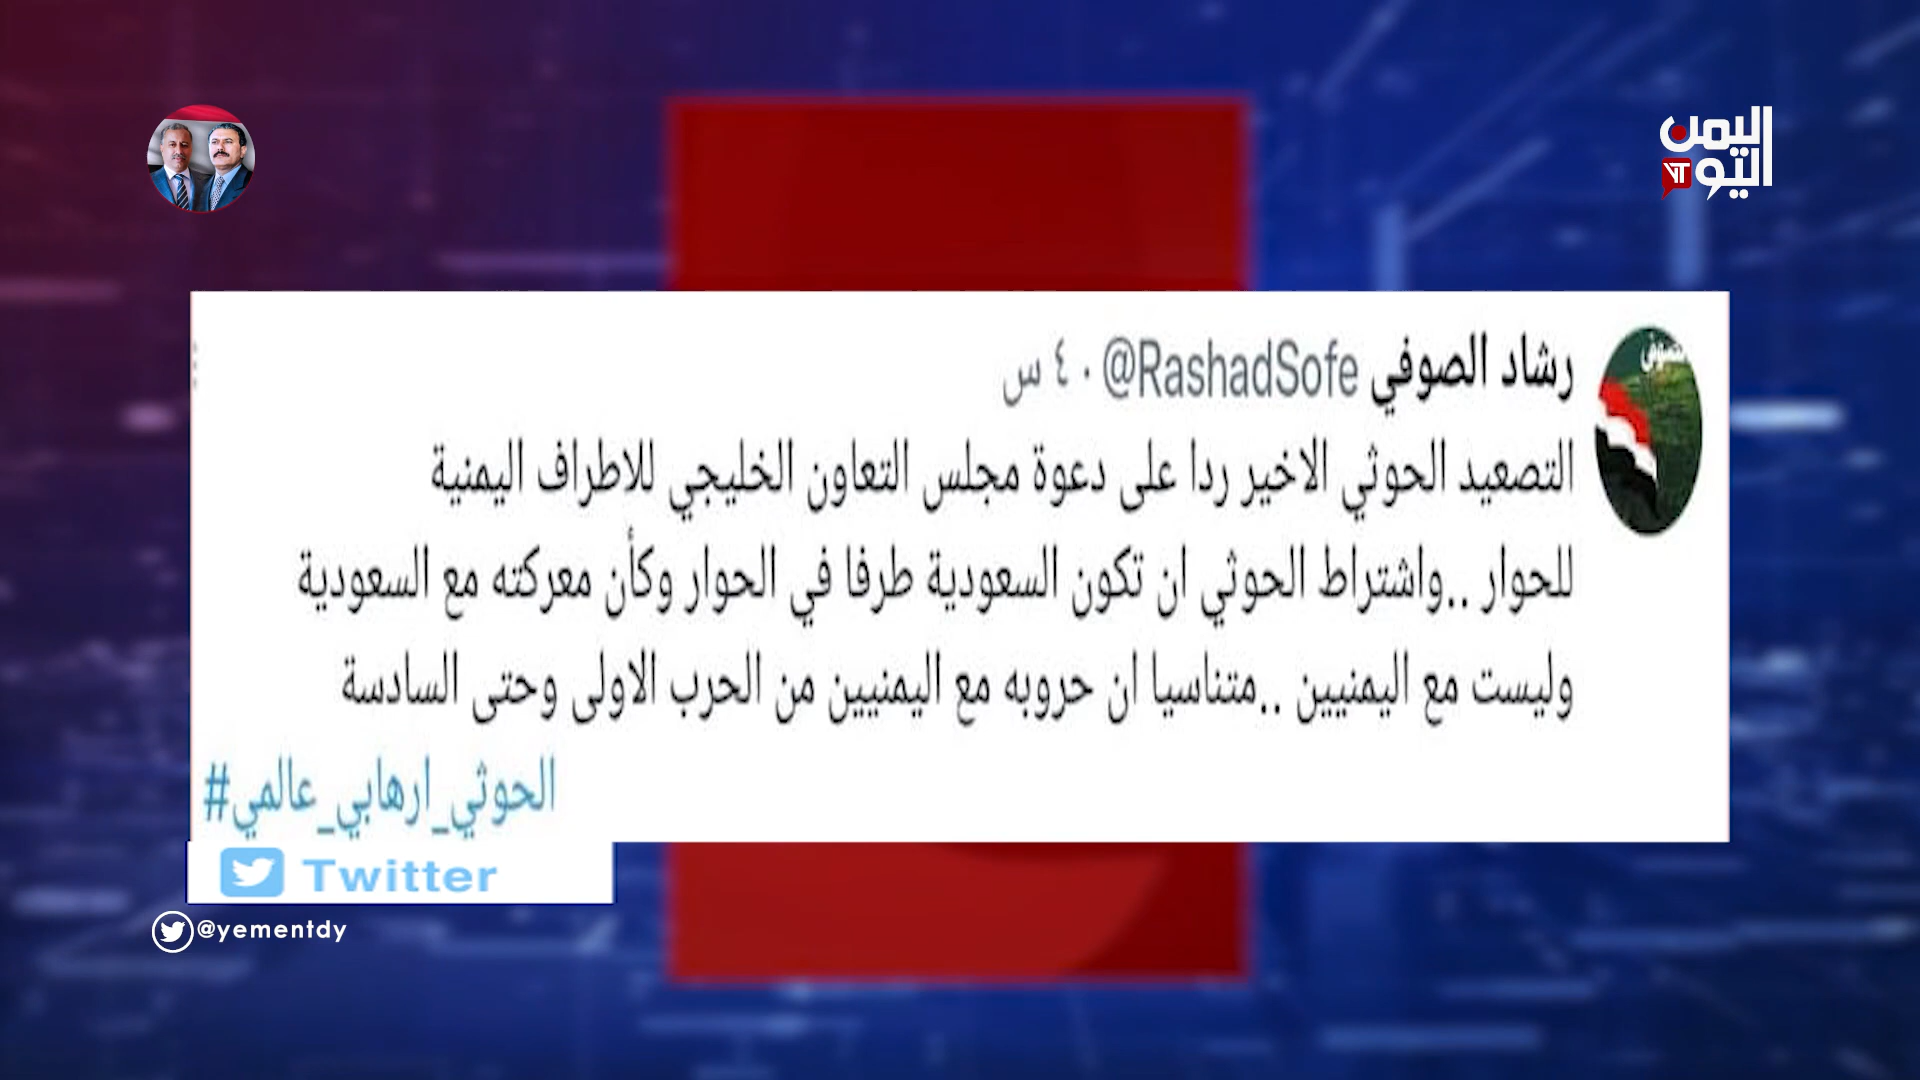 اليمن
اليوم
YT
رشاد الصوفي @RashadSofe · ٤ س
التصعيد الحوثي الاخير ردا على دعوة مجلس التعاون الخليجي للاطراف اليمنية
للحوار ..واشتراط الحوثي ان تكون السعودية طرفا في الحوار وكأن معركته مع السعودية
وليست مع اليمنيين ..متناسيا ان حروبه مع اليمنيين من الحرب الاولى وحتى السادسة
الحوثي_ارهابي_عالمي#
Twitter
@yementdy